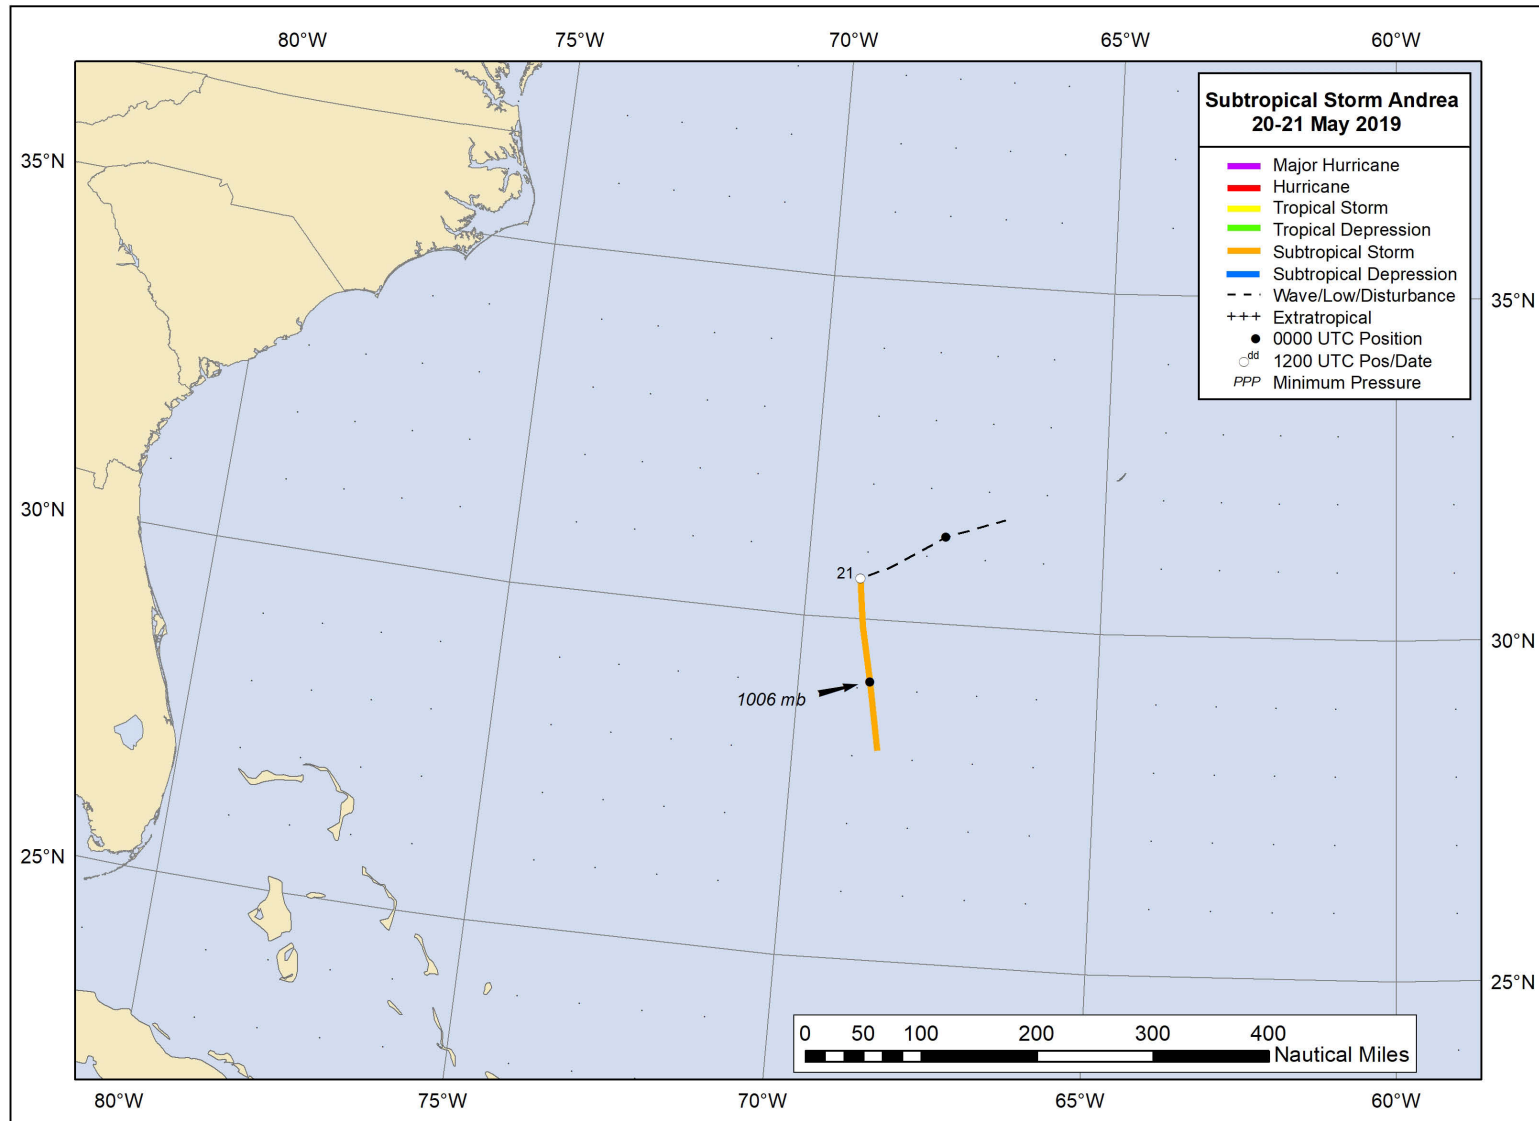 80°W 75°W 70°W 65°W 60°W
Subtropical Storm Andrea
20-21 May 2019
Major Hurricane
Hurricane
Tropical Storm
Tropical Depression
Subtropical Storm
Subtropical Depression
Wave/Low/Disturbance
+++ Extratropical
0000 UTC Position
dd 1200 UTC Pos/Date
PPP Minimum Pressure
35°N
35°N
30°N
21
30°N
1006 mb
25°N
25°N
0 50 100 200 300 400
Nautical Miles
80°W 75°W 70°W 65°W 60°W